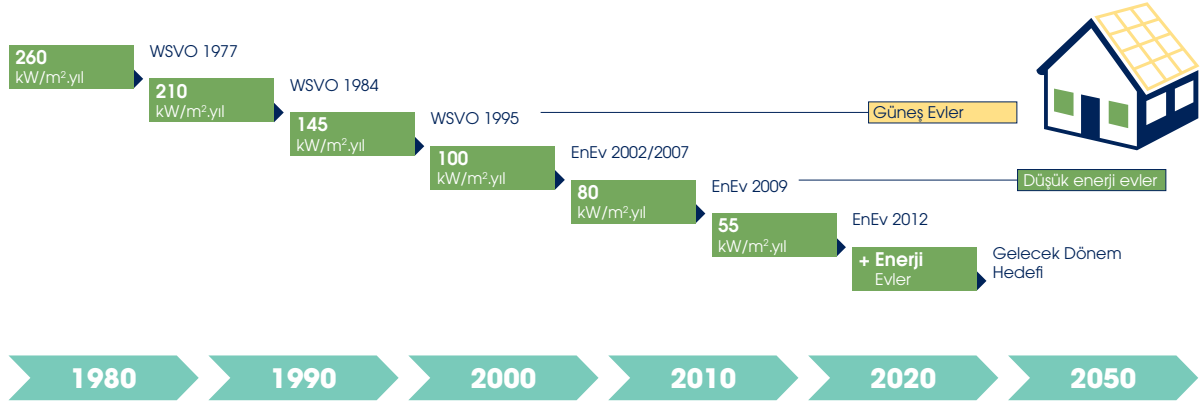 260
kW/m².yıl
WSVO 1977
210
kW/m².yıl
WSVO 1984
145
kW/m².yıl
WSVO 1995
Güneş Evler
100
kW/m².yıl
EnEv 2002/2007
80
kW/m².yıl
EnEv 2009
Düşük enerji evler
55
kW/m².yıl
EnEv 2012
+ Enerji
Evler
Gelecek Dönem
Hedefi
1980
1990
2000
2010
2020
2050